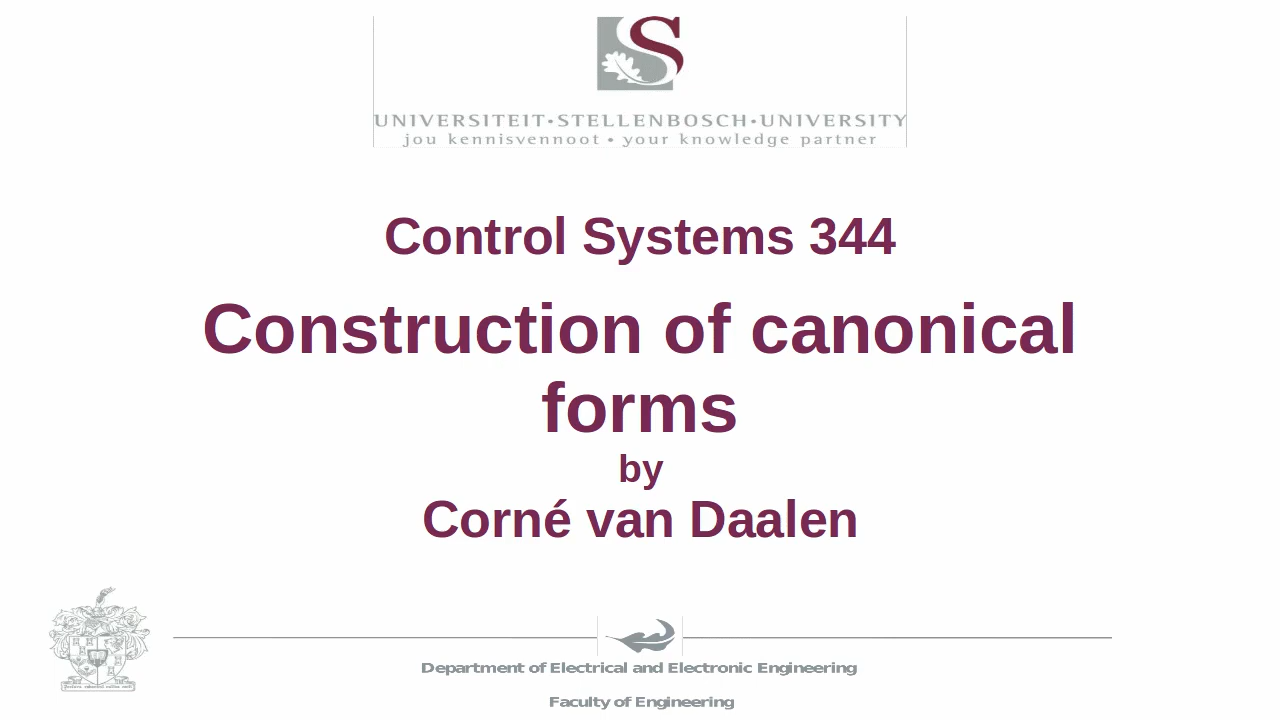 S
UNIVERSITEIT•STELLENBOSCH•UNIVERSITY
jou kennisvennoot • your knowledge partner
Control Systems 344
Construction of canonical
forms
by
Corné van Daalen
Department of Electrical and Electronic Engineering
Faculty of Engineering